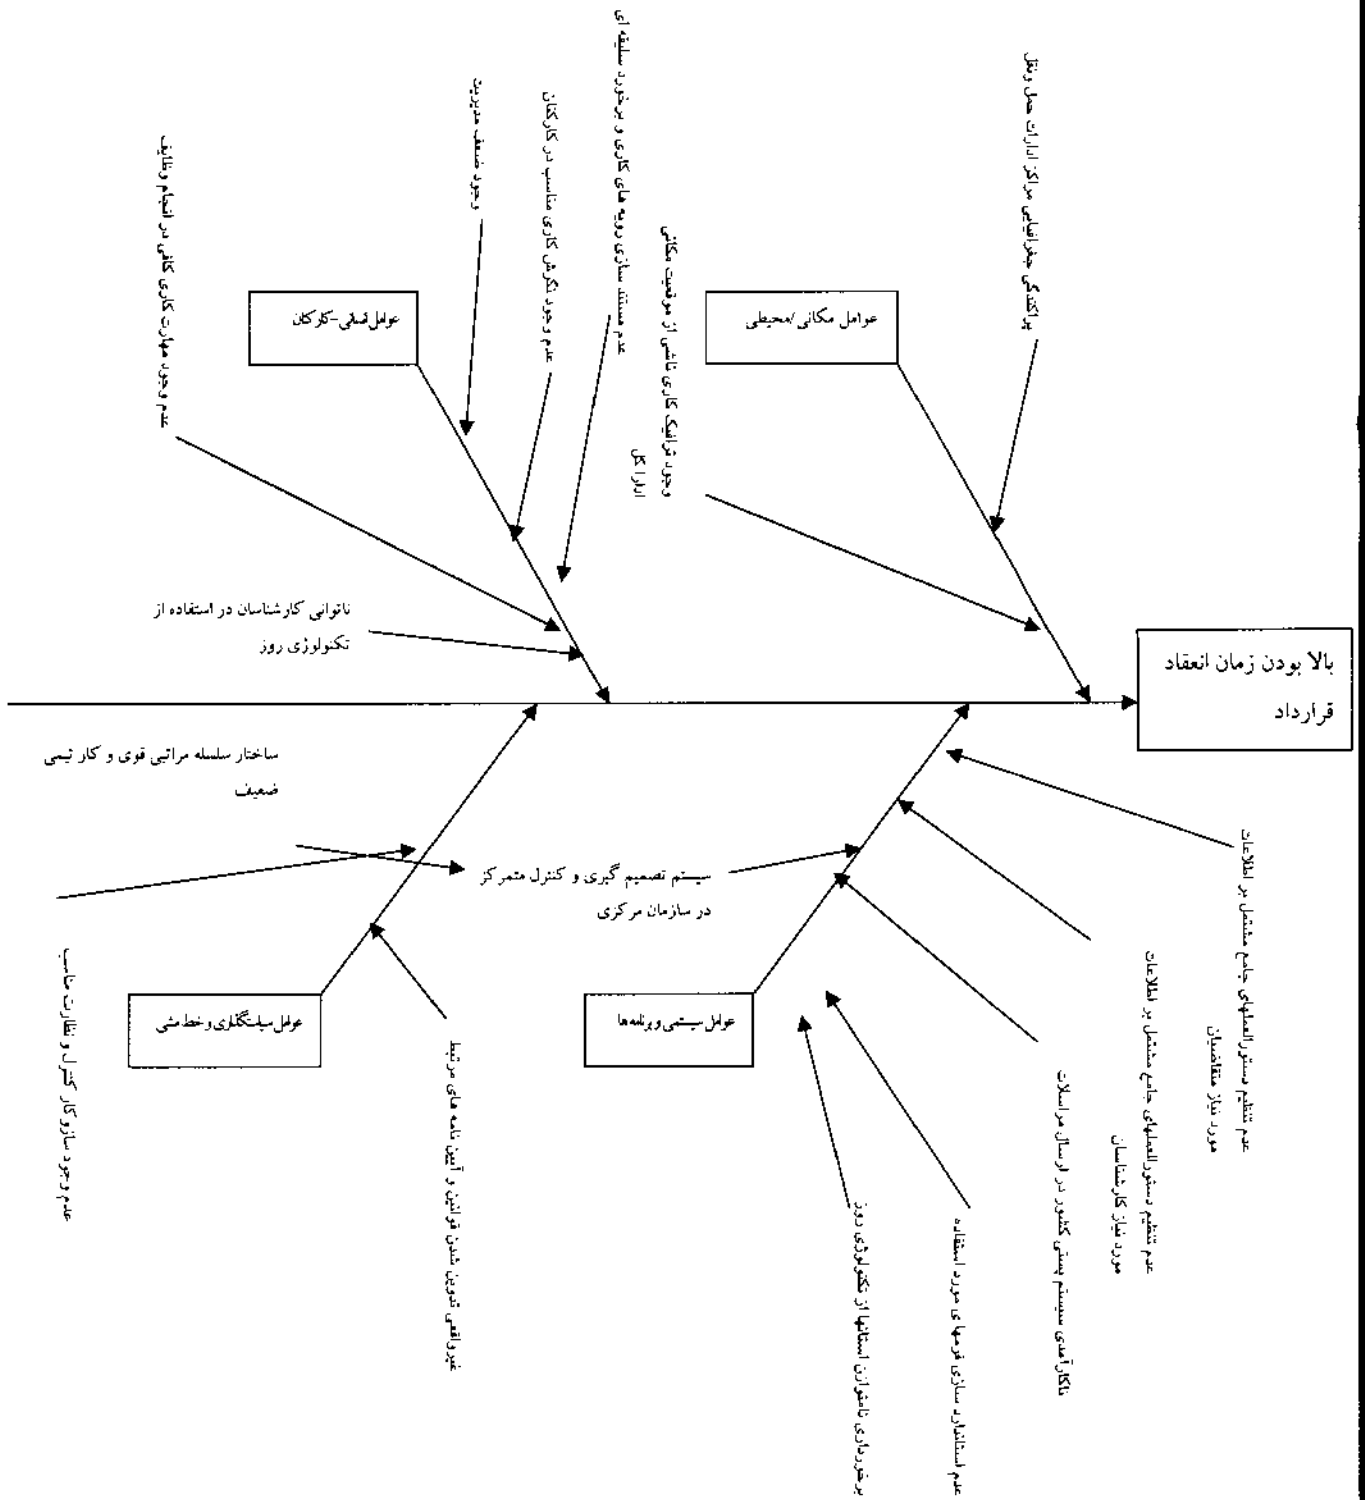 عدم مستند سازی رویه های کاری و برخورد سلیقه ای
پراکندگی جغرافیایی مراکز ادارات حمل ونقل
وجود ضعف مدیریت
عدم وجود نگرش کاری مناسب در کارکنان
عدم وجود مهارت کاری کافی در انجام وظایف
وجود ترافیک کاری ناشی از موقعیت مکانی
کل
عوامل مکانی/محیطی
عوامل انسانی-کارکنان
ناتوانی کارشناسان در استفاده از
تکنولوژی روز
بالا بودن زمان انعقاد
قرارداد
ساختار سلسله مراتبی قوی و کار تیمی
ضعیف
سیستم تصمیم گیری و کنترل متمرکز
در سازمان مرکزی
عوامل سیستمی و برنامه ها
عوامل سیاستگذاری و خط مشی
عدم تنظیم دستورالعملهای جامع مشتمل بر اطلاعات
مورد نیاز متقاضیان
عدم تنظیم دستورالعملهای جامع مشتمل بر اطلاعات
مورد نیاز کارشناسان
ناکارآمدی سیستم پستی کشور در ارسال مراسلات
عدم استاندارد سازی فرمها ی مورد استفاده
برخورداری نامتوازن استانها از تکنولوژی روز
غیرواقعی تدوین شدن قوانین و آیین نامه های مرتبط
عدم وجود سازو کار کنترل و نظارت مناسب